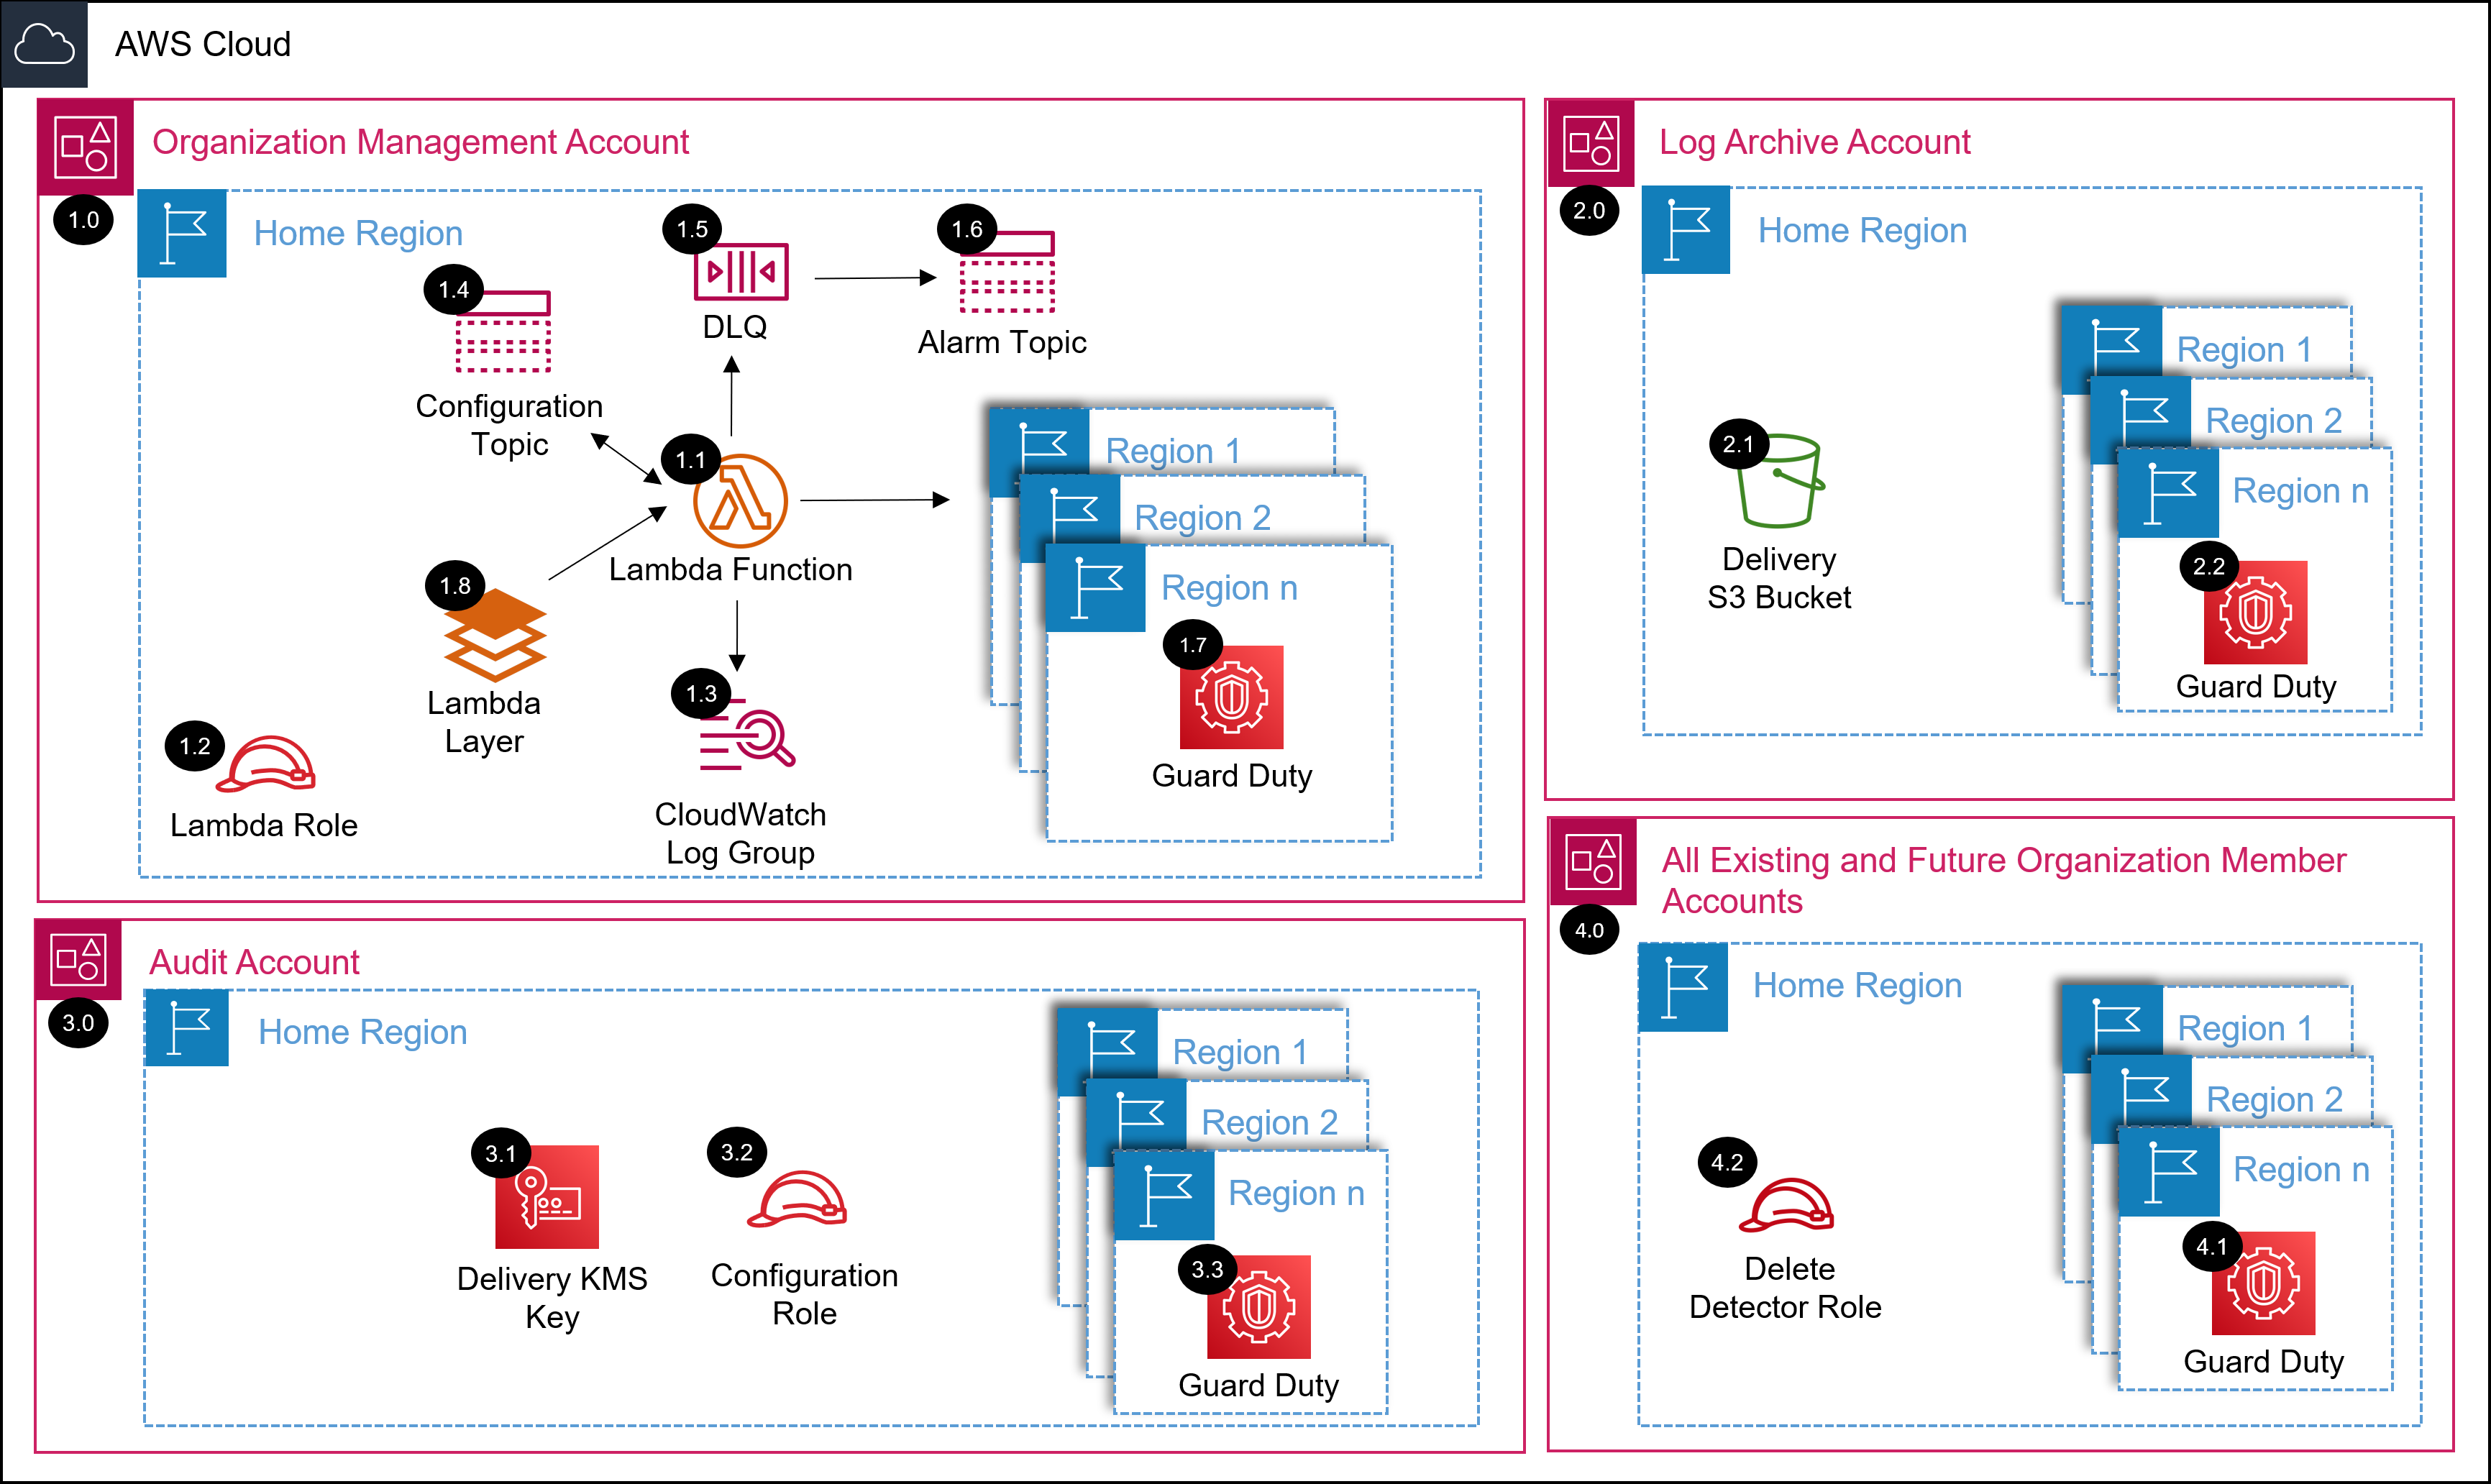 AWS Cloud
Organization Management Account
1.0
Home Region
1.4
Configuration
Topic
1.5
DLQ
1.6
Alarm Topic
1.1
Lambda Function
1.8
Lambda
Layer
1.2
Lambda Role
1.3
CloudWatch
Log Group
Region 1
Region 2
Region n
1.7
Guard Duty
Log Archive Account
2.0
Home Region
2.1
Delivery
S3 Bucket
Region 1
Region 2
Region n
2.2
Guard Duty
Audit Account
3.0
Home Region
3.1
Delivery KMS
Key
3.2
Configuration
Role
Region 1
Region 2
Region n
3.3
Guard Duty
All Existing and Future Organization Member
Accounts
4.0
Home Region
4.2
Delete
Detector Role
Region 1
Region 2
Region n
4.1
Guard Duty